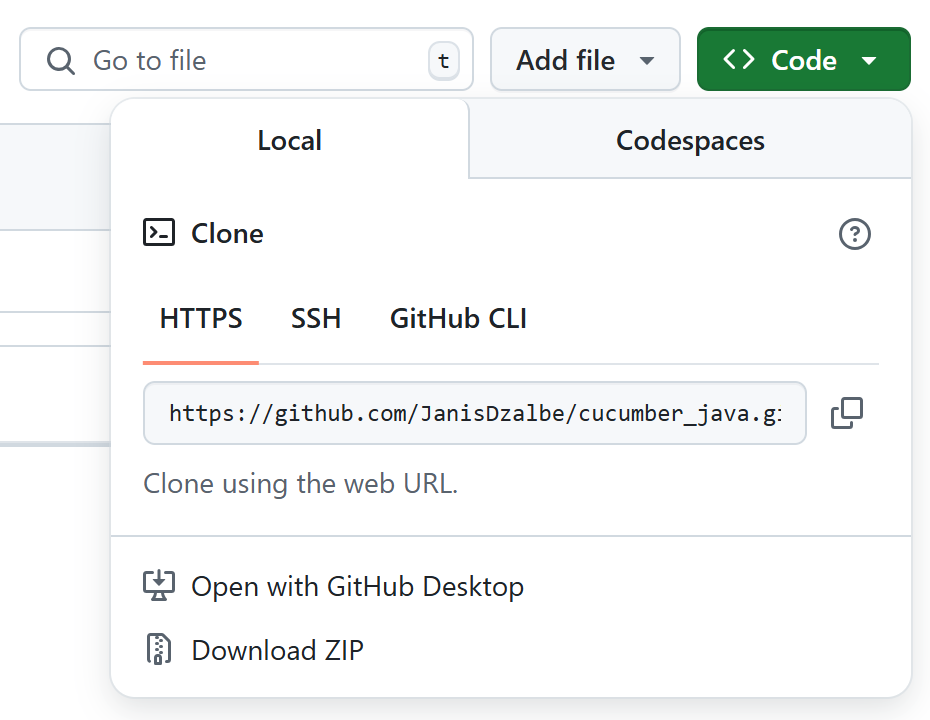 Go to file t Add file Code
Local Codespaces
Clone
HTTPS SSH GitHub CLI
https://github.com/JanisDzalbe/cucumber_java.gi
Clone using the web URL.
Open with GitHub Desktop
Download ZIP